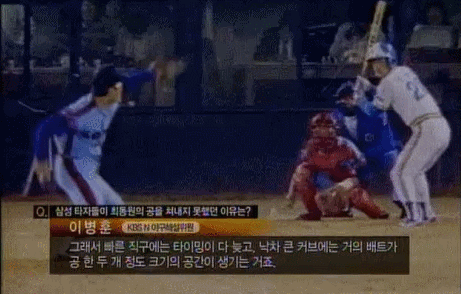 Q. 삼성 타자들이 최동원의 공을 쳐내지 못했던 이유는?
이병훈 KBS N 야구해설위원
그래서 빠른 직구에는 타이밍이 다 늦고, 낙차 큰 커브에는 거의 배트가
공 한 두 개 정도 크기의 공간이 생기는 거죠.